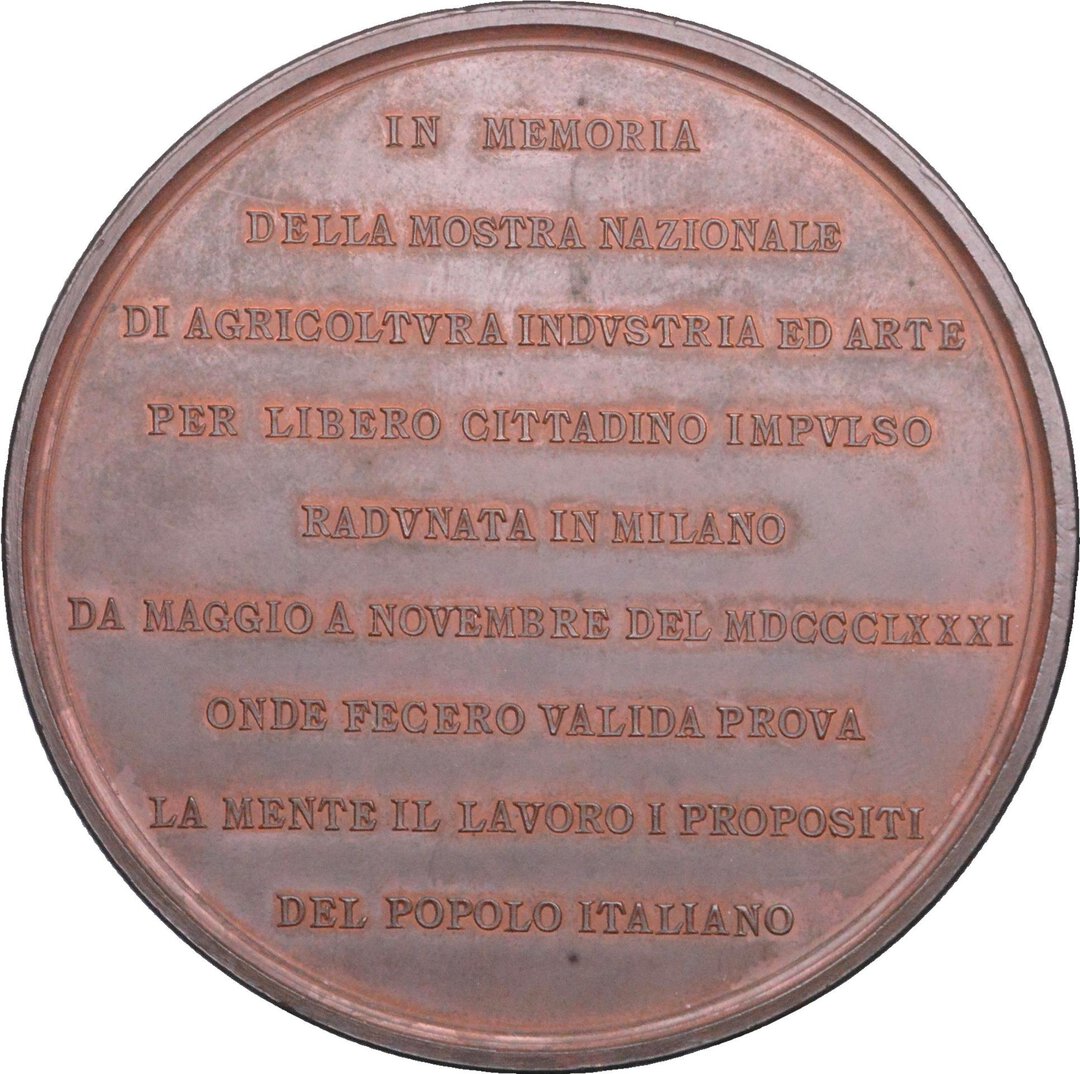 IN MEMORIA
DELLA MOSTRA NAZIONALE
DI AGRICOLTVRA INDVSTRIA ED ARTE
PER LIBERO CITTADINO IMPVLSO
RADVNATA IN MILANO
DA MAGGIO A NOVEMBRE DEL MDCCCLXXXI
ONDE FECERO VALIDA PROVA
LA MENTE IL LAVORO I PROPOSITI
DEL POPOLO ITALIANO